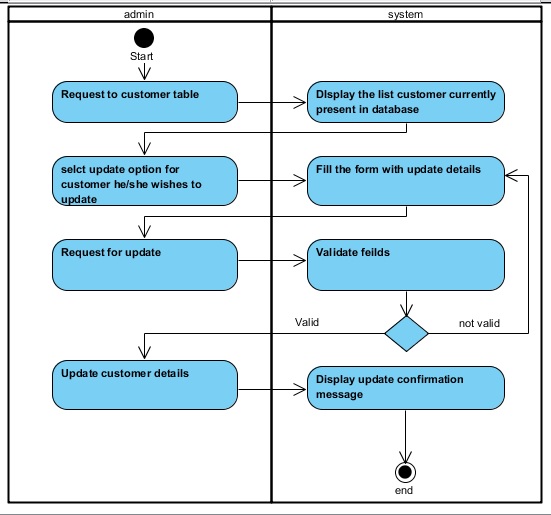 admin
system
Start
Request to customer table
DIsplay the list customer currently
present in database
selct update option for
customer he/she wishes to
update
Fill the form with update details
Request for update
Validate feilds
Valid
not valid
Update customer details
Display update confirmation
message
end